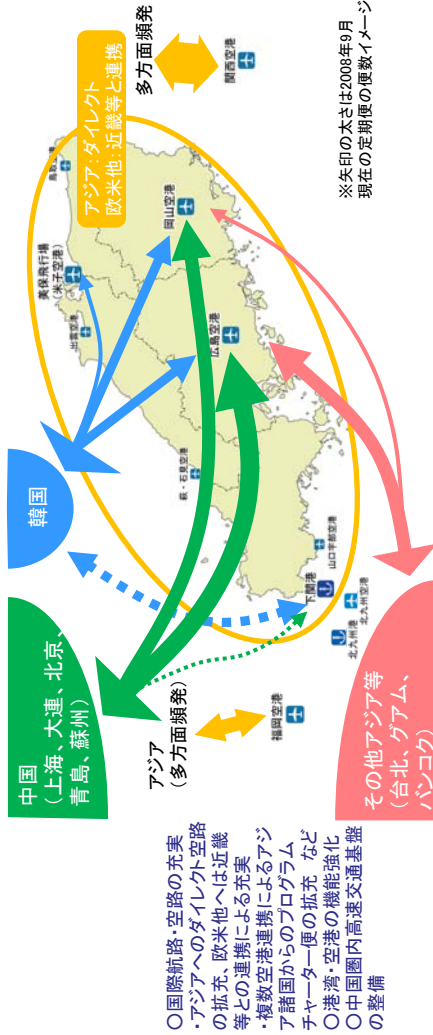 中国
(上海、大連、北京、
青島、蘇州)
韓国
アジア:ダイレクト
欧米他:近畿等と連携
多方面頻発
関西空港
鳥取空港
美保飛行場
(米子空港)
出雲空港
岡山空港
広島空港
萩・石見空港
山口宇部空港
下関港
北九州港
北九州空港
アジア
(多方面頻発)
福岡空港
その他アジア等
(台北、グアム、
バンコク)
※矢印の太さは2008年9月
現在の定期便の便数イメージ
〇国際航路・空路の充実
・アジアへのダイレクト空路
の拡充、欧米他へは近畿
等との連携による充実
・複数空港連携によるアジ
ア諸国からのプログラム
チャーター便の拡充 など
〇港湾・空港の機能強化
〇中国圏内高速交通基盤
の整備